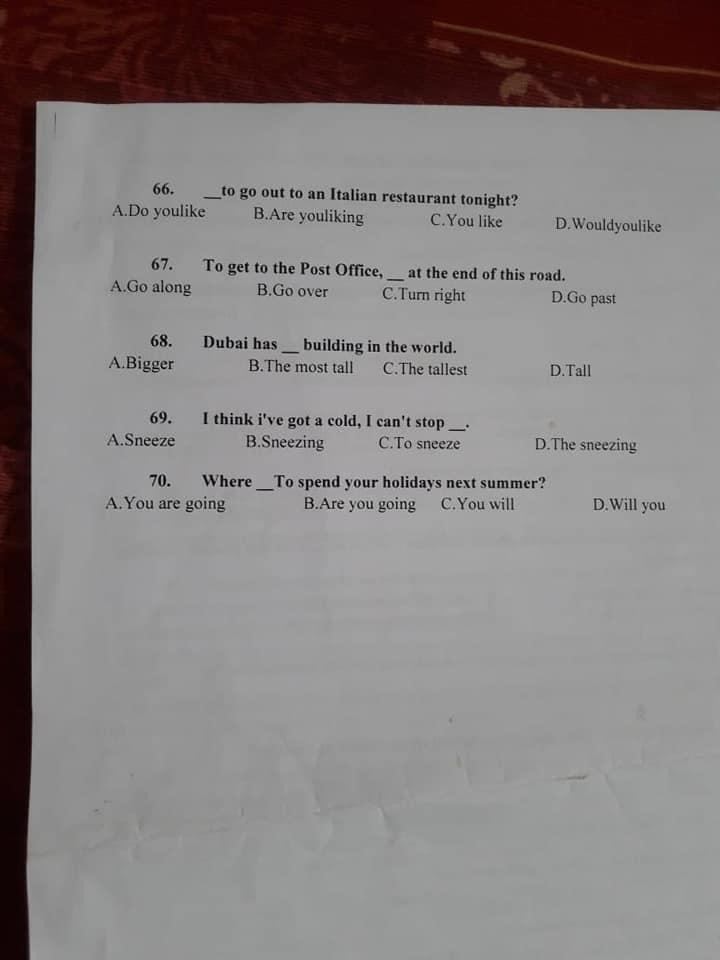 66. __to go out to an Italian restaurant tonight?
A.Do youlike B.Are youliking C.You like D.Wouldyoulike
67. To get to the Post Office, __ at the end of this road.
A.Go along B.Go over C.Turn right D.Go past
68. Dubai has __ building in the world.
A.Bigger B.The most tall C.The tallest D.Tall
69. I think i've got a cold, I can't stop __.
A.Sneeze B.Sneezing C.To sneeze D.The sneezing
70. Where __To spend your holidays next summer?
A.You are going B.Are you going C.You will D.Will you